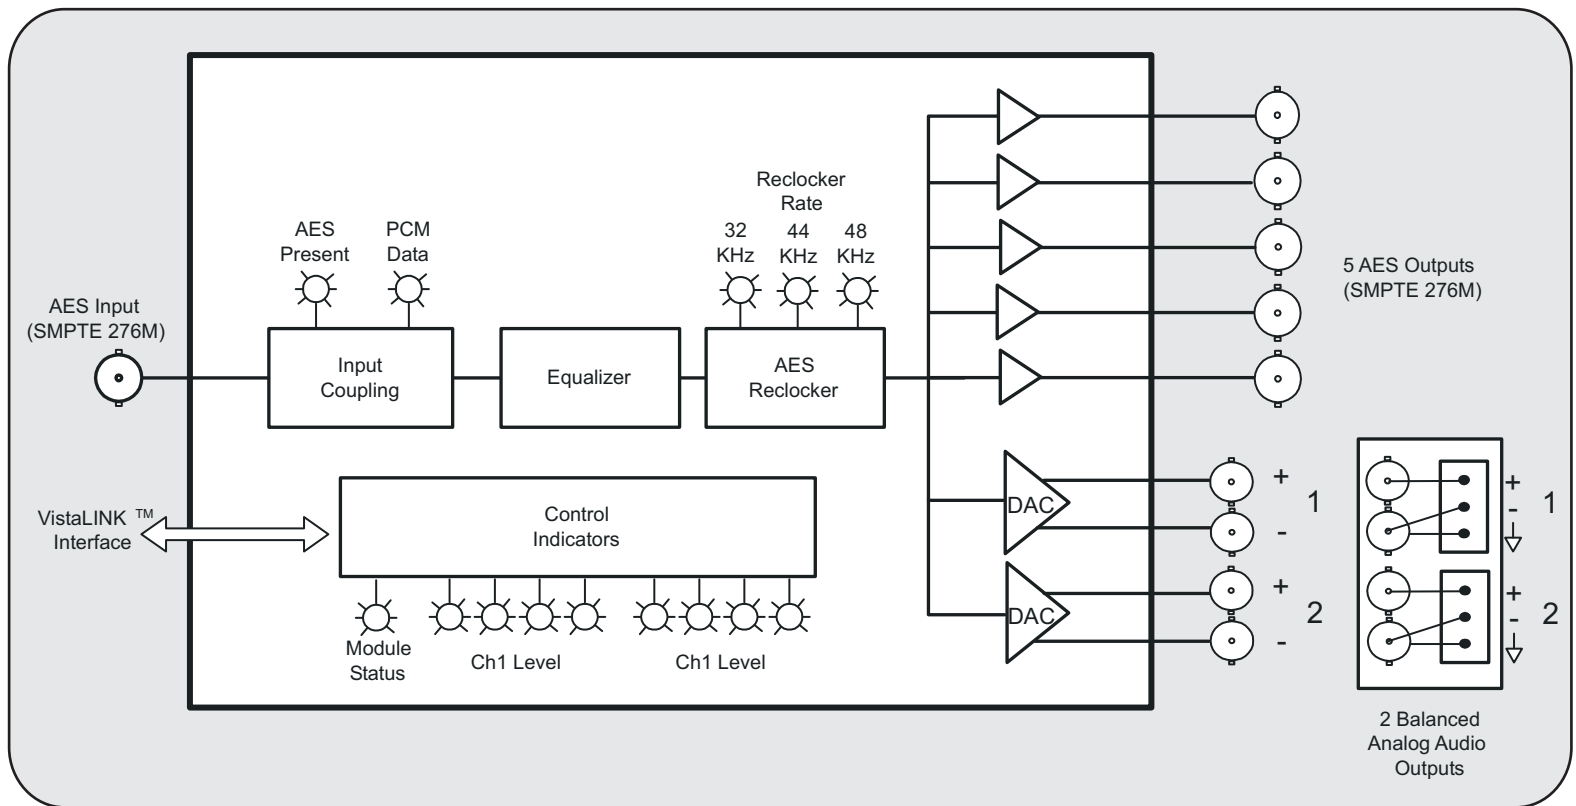 Reclocker
Rate
AES
Present
PCM
Data
32
KHz
44
KHz
48
KHz
AES Input
(SMPTE 276M)
Input
Coupling
Equalizer
AES
Reclocker
5 AES Outputs
(SMPTE 276M)
VistaLINK TM
Interface
Control
Indicators
Module
Status
Ch1 Level
Ch1 Level
DAC
DAC
+
-
1
+
-
2
+
-
1
+
-
2
2 Balanced
Analog Audio
Outputs